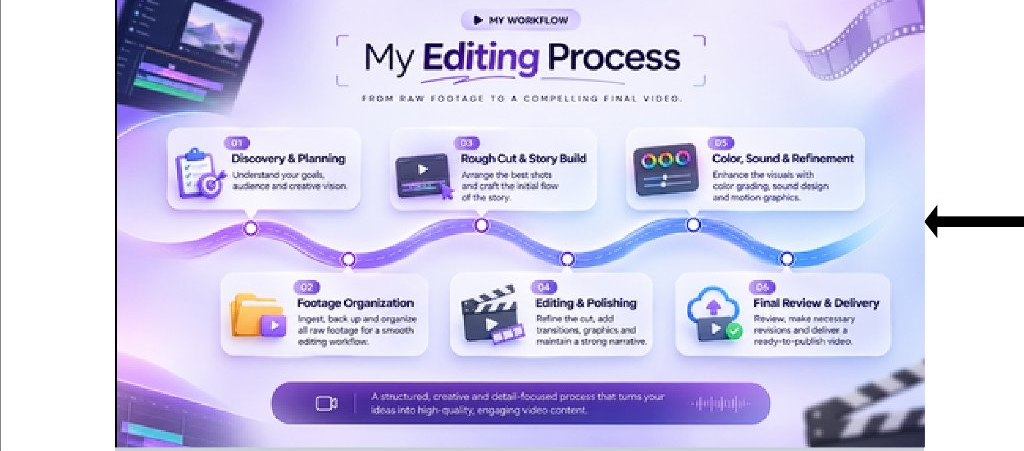 MY WORKFLOW
My Editing Process
FROM RAW FOOTAGE TO A COMPELLING FINAL VIDEO.
01
Discovery & Planning
Understand your goals,
audience and creative vision.
02
Footage Organization
Ingest, back up and organize
all raw footage for a smooth
editing workflow.
03
Rough Cut & Story Build
Arrange the best shots
and craft the initial flow
of the story.
04
Editing & Polishing
Refine the cut, add
transitions, graphics and
maintain a strong narrative.
05
Color, Sound & Refinement
Enhance the visuals with
color grading, sound design
and motion graphics.
06
Final Review & Delivery
Review, make necessary
revisions and deliver a
ready-to-publish video.
A structured, creative and detail-focused process that turns your
ideas into high-quality, engaging video content.